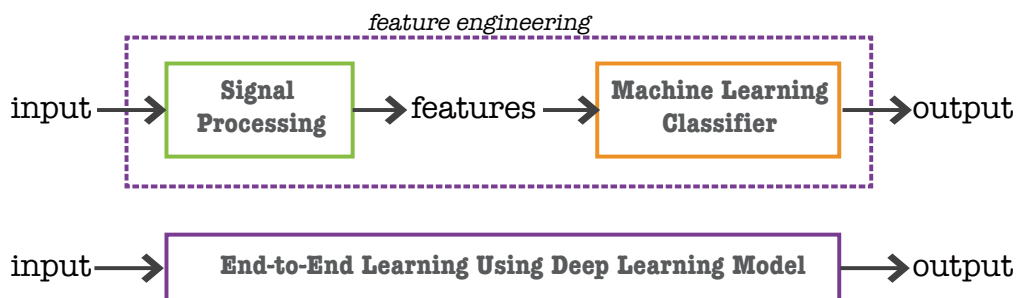 feature engineering
input
Signal
Processing
features
Machine Learning
Classifier
output
input
End-to-End Learning Using Deep Learning Model
output